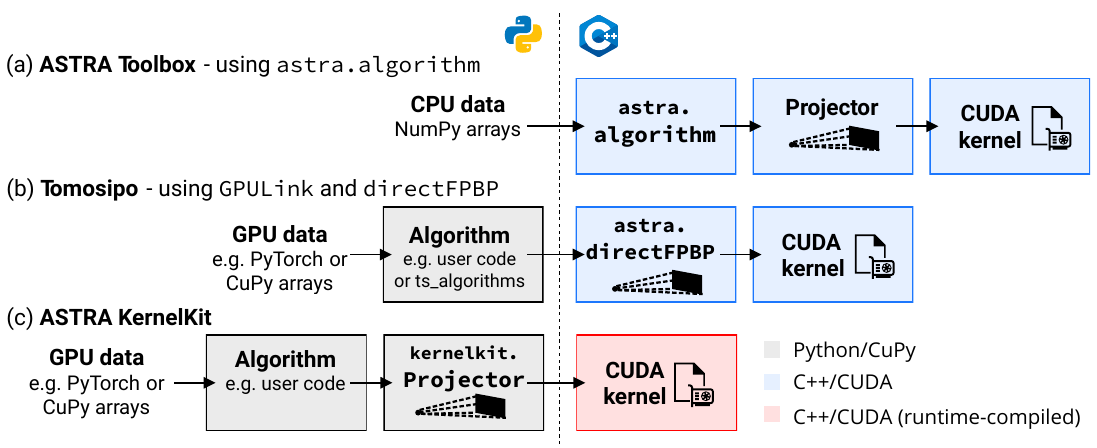 C++
(a) ASTRA Toolbox - using astra.algorithm
CPU data
NumPy arrays
astra.
algorithm
Projector
CUDA
kernel
(b) Tomosipo - using GPULink and directFPBP
GPU data
e.g. PyTorch or
CuPy arrays
Algorithm
e.g. user code
or ts_algorithms
astra.
directFPBP
CUDA
kernel
(c) ASTRA KernelKit
GPU data
e.g. PyTorch or
CuPy arrays
Algorithm
e.g. user code
kernelkit.
Projector
CUDA
kernel
Python/CuPy
C++/CUDA
C++/CUDA (runtime-compiled)